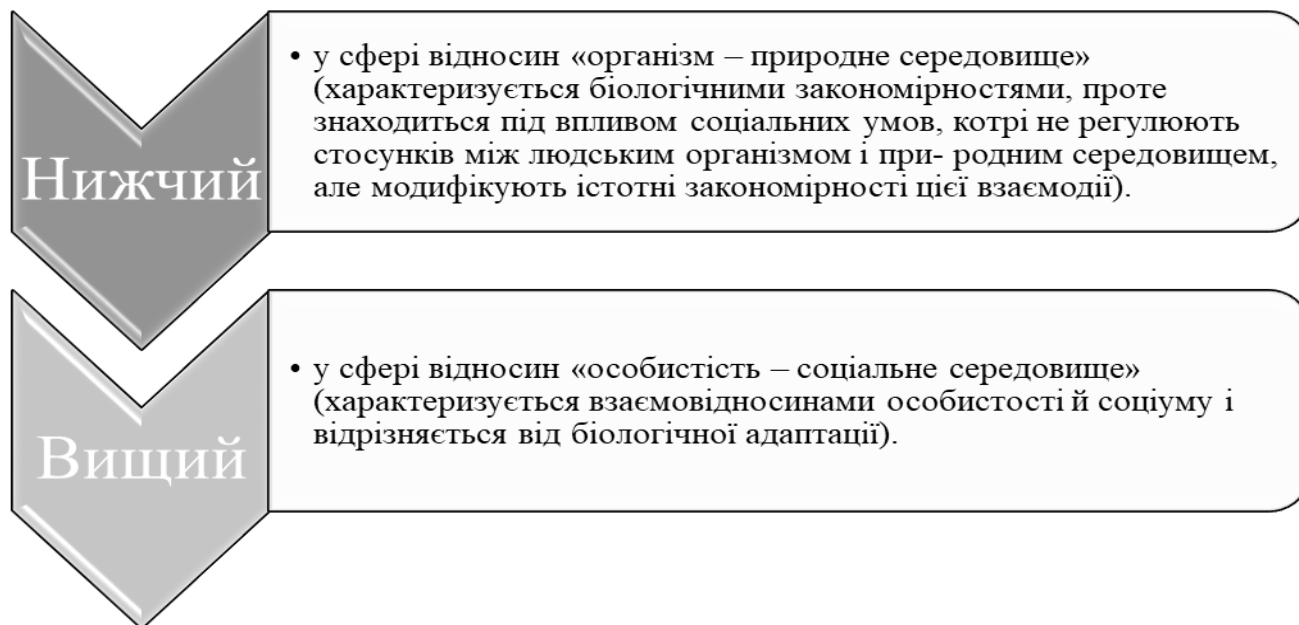 Нижчий
• у сфері відносин «організм – природне середовище»
(характеризується біологічними закономірностями, проте
знаходиться під впливом соціальних умов, котрі не регулюють
стосунків між людським організмом і при- родним середовищем,
але модифікують істотні закономірності цієї взаємодії).
Вищий
• у сфері відносин «особистість – соціальне середовище»
(характеризується взаємовідносинами особистості й соціуму і
відрізняється від біологічної адаптації).